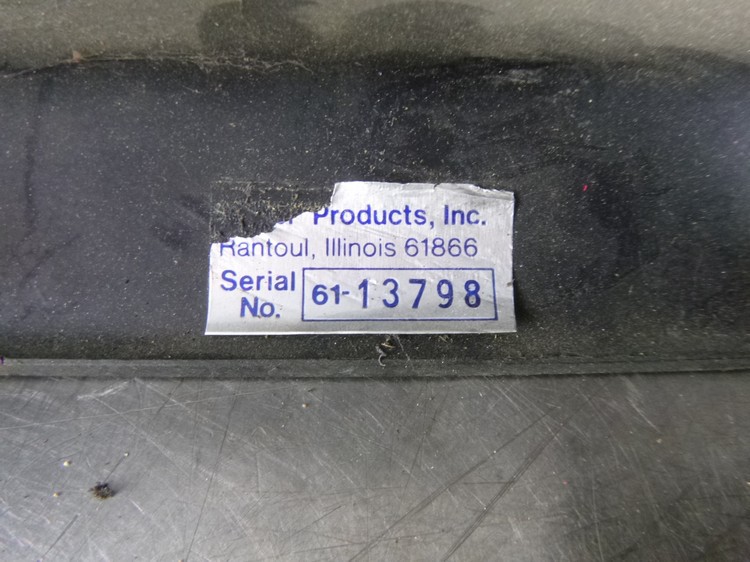 Products, Inc.
Rantoul, Illinois 61866
Serial No. 61-13798